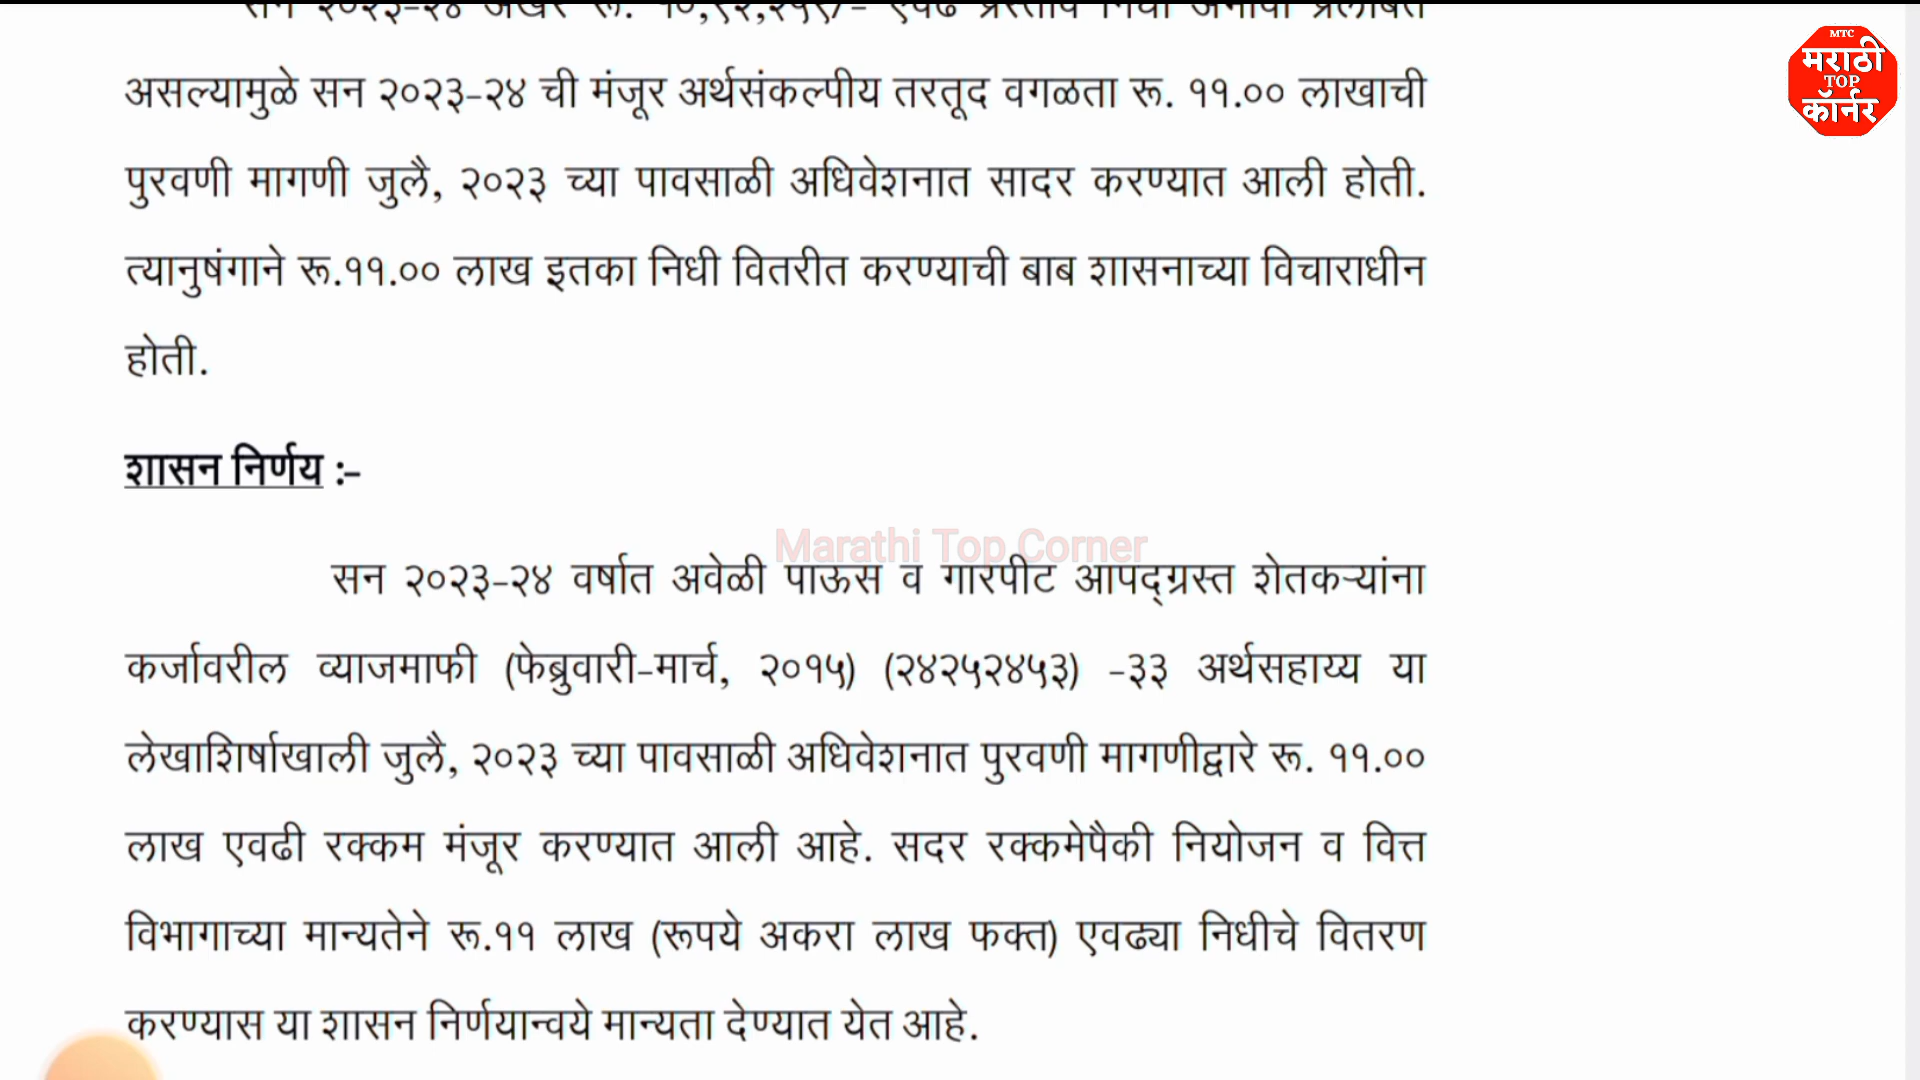 सन २०२३-२४ अखेर रू.
असल्यामुळे सन २०२३-२४ ची मंजूर अर्थसंकल्पीय तरतूद वगळता रू. ११.०० लाखाची
पुरवणी मागणी जुलै, २०२३ च्या पावसाळी अधिवेशनात सादर करण्यात आली होती.
त्यानुषंगाने रू.११.०० लाख इतका निधी वितरीत करण्याची बाब शासनाच्या विचाराधीन
होती.
शासन निर्णय :-
सन २०२३-२४ वर्षात अवेळी पाऊस व गारपीट आपद्‌ग्रस्त शेतकऱ्यांना
कर्जावरील व्याजमाफी (फेब्रुवारी-मार्च, २०१५) (२४२५२४५३) -३३ अर्थसहाय्य या
लेखाशिर्षाखाली जुलै, २०२३ च्या पावसाळी अधिवेशनात पुरवणी मागणीद्वारे रू. ११.००
लाख एवढी रक्कम मंजूर करण्यात आली आहे. सदर रक्कमेपैकी नियोजन व वित्त
विभागाच्या मान्यतेने रू.११ लाख (रूपये अकरा लाख फक्त) एवढ्या निधीचे वितरण
करण्यास या शासन निर्णयान्वये मान्यता देण्यात येत आहे.
Marathi Top Corner
MTC
मराठी
TOP
कॉर्नर